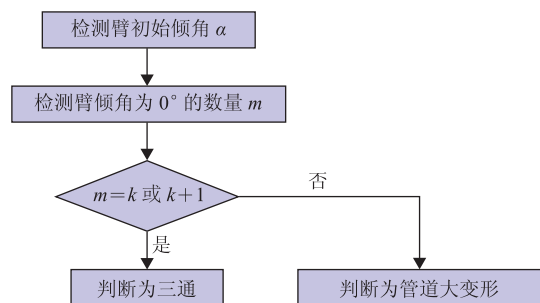 检测臂初始倾角 α
检测臂倾角为 0° 的数量 m
m=k 或 k+1
否
是
判断为三通
判断为管道大变形